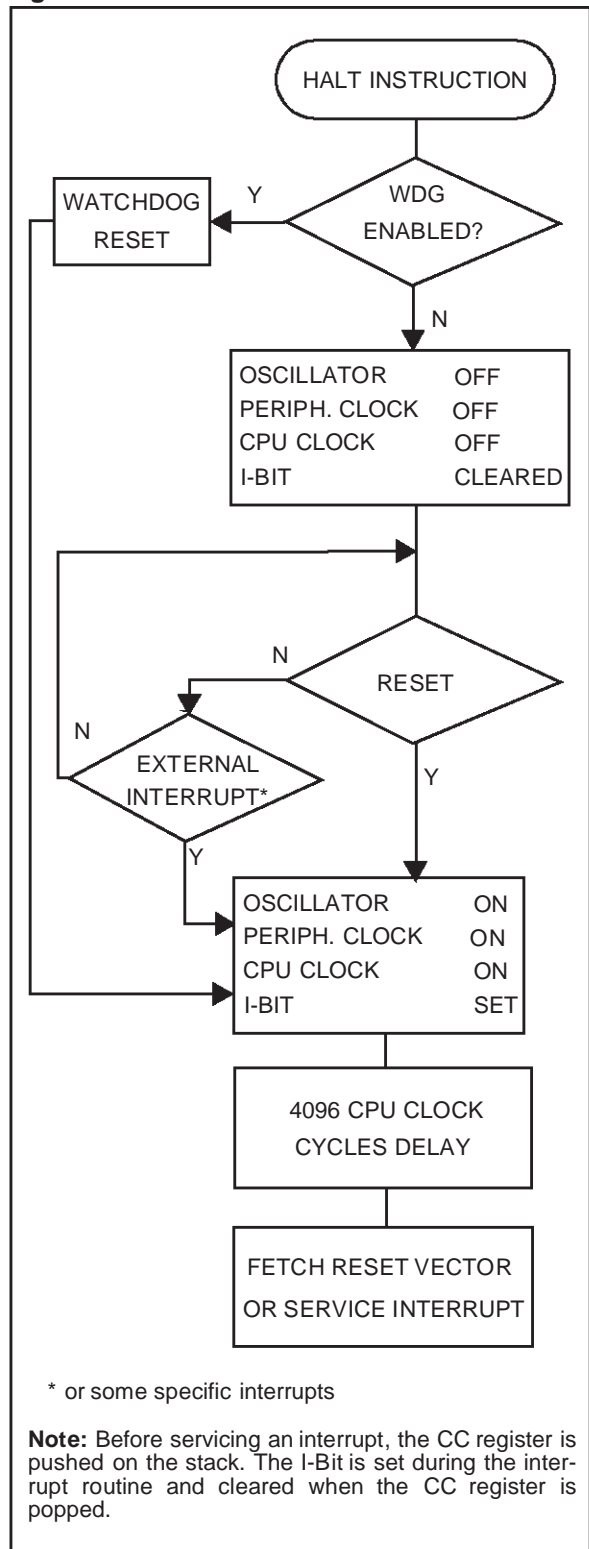 HALT INSTRUCTION
WDG
ENABLED?
Y
WATCHDOG
RESET
N
OSCILLATOR OFF
PERIPH. CLOCK OFF
CPU CLOCK OFF
I-BIT CLEARED
RESET
N
Y
EXTERNAL
INTERRUPT*
N
Y
OSCILLATOR ON
PERIPH. CLOCK ON
CPU CLOCK ON
I-BIT SET
4096 CPU CLOCK
CYCLES DELAY
FETCH RESET VECTOR
OR SERVICE INTERRUPT
* or some specific interrupts
Note: Before servicing an interrupt, the CC register is
pushed on the stack. The I-Bit is set during the inter-
rupt routine and cleared when the CC register is
popped.